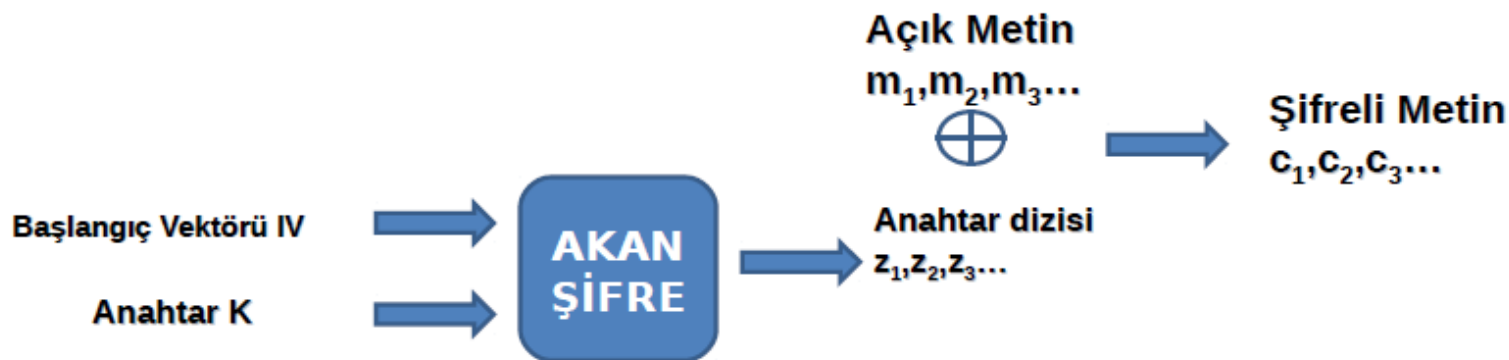 Açık Metin
m₁,m₂,m₃...
Şifreli Metin
c₁,c₂,c₃...
Başlangıç Vektörü IV
Anahtar K
AKAN
ŞİFRE
Anahtar dizisi
z₁,z₂,z₃...